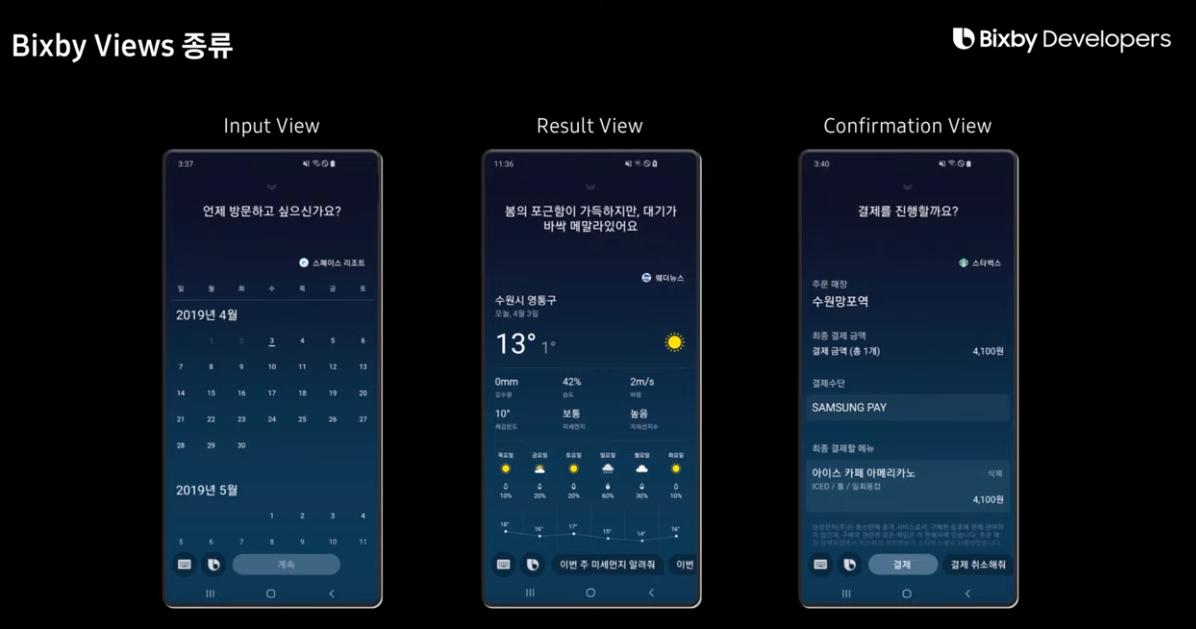 Bixby Views 종류
Bixby Developers
Input View
3:37
언제 방문하고 싶으신가요?
스페이스 리조트
일 월 화 수 목 금 토
2019년 4월
1 2 3 4 5 6
7 8 9 10 11 12 13
14 15 16 17 18 19 20
21 22 23 24 25 26 27
28 29 30
2019년 5월
1 2 3 4
5 6 7 8 9 10 11
계속
Result View
11:36
봄의 포근함이 가득하지만, 대기가
바싹 메말라있어요
웨더뉴스
수원시 영통구
오늘, 4월 3일
13° 1°
0mm 42% 2m/s
강수량 습도 바람
10° 보통 높음
체감온도 미세먼지 자외선지수
목요일 금요일 토요일 일요일 월요일 화요일
10% 20% 20% 60% 30% 10%
18° 16° 17° 15° 14° 16°
이번 주 미세먼지 알려줘 이번
Confirmation View
3:40
결제를 진행할까요?
스타벅스
주문 매장
수원망포역
최종 결제 금액
결제 금액 (총 1개) 4,100원
결제수단
SAMSUNG PAY
최종 결제할 메뉴
아이스 카페 아메리카노 삭제
ICED / 톨 / 일회용컵
4,100원
결제 결제 취소해줘